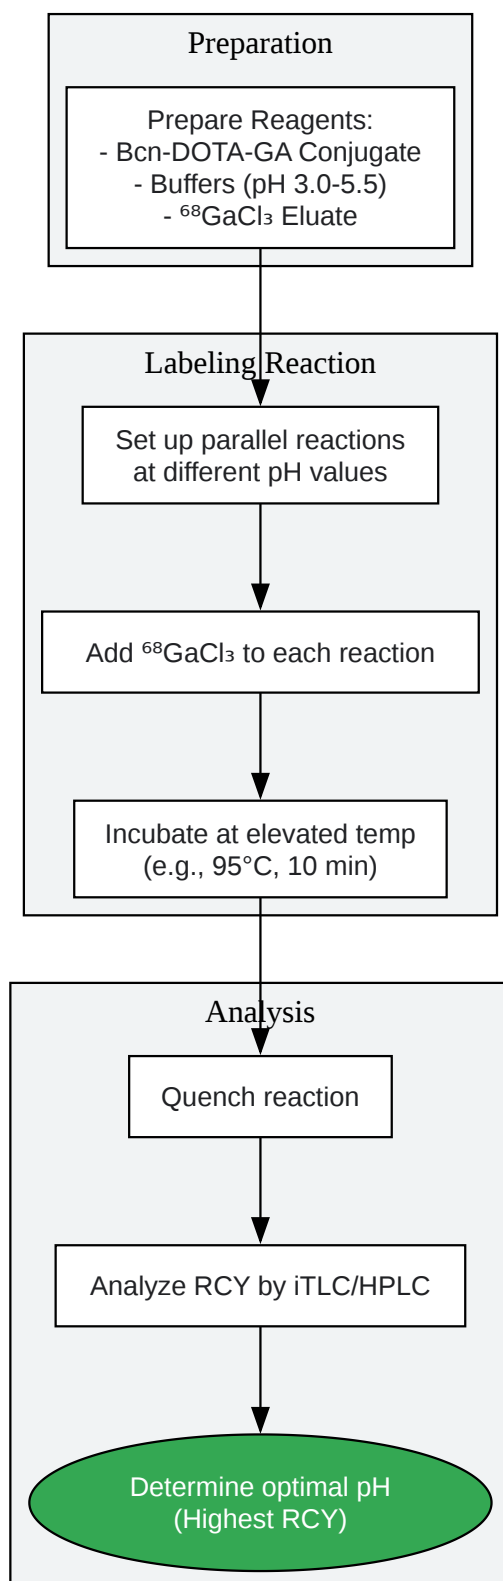 Preparation
Prepare Reagents:
- Bcn-DOTA-GA Conjugate
- Buffers (pH 3.0-5.5)
- ⁶⁸GaCl₃ Eluate
Labeling Reaction
Set up parallel reactions
at different pH values
Add ⁶⁸GaCl₃ to each reaction
Incubate at elevated temp
(e.g., 95°C, 10 min)
Analysis
Quench reaction
Analyze RCY by iTLC/HPLC
Determine optimal pH
(Highest RCY)